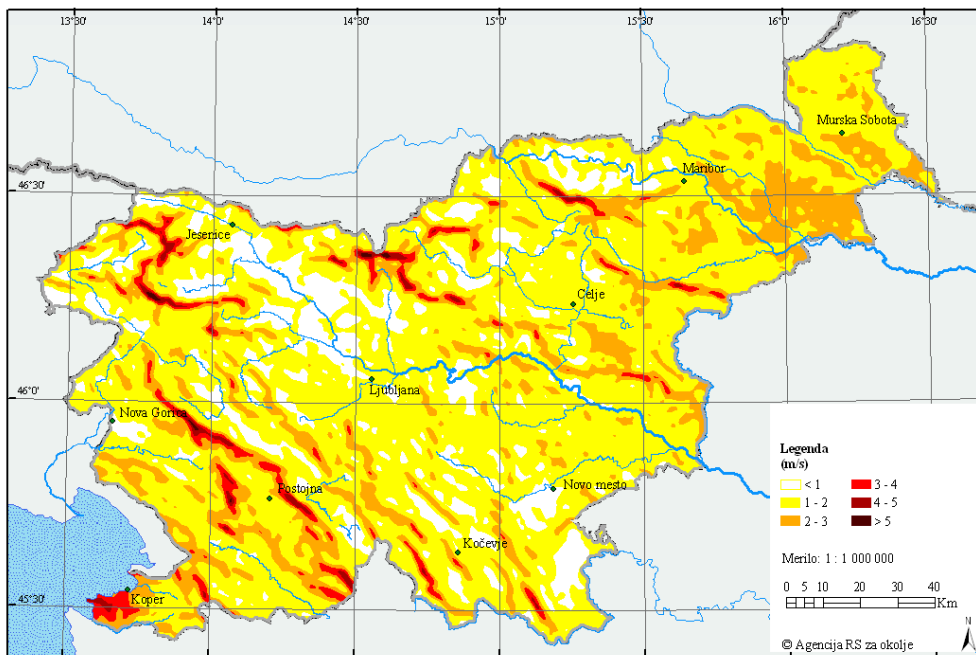 13°30' 14°0' 14°30' 15°0' 15°30' 16°0' 16°30'
Murska Sobota
46°30' Maribor
Jesenice
Celje
Ljubljana
46°0'
Nova Gorica
Legenda
(m/s)
< 1 3 - 4
1 - 2 4 - 5
2 - 3 > 5
Postojna
Novo mesto
Kočevje
Merilo: 1 : 1 000 000
0 5 10 20 30 40
Km
45°30' Koper
N
© Agencija RS za okolje